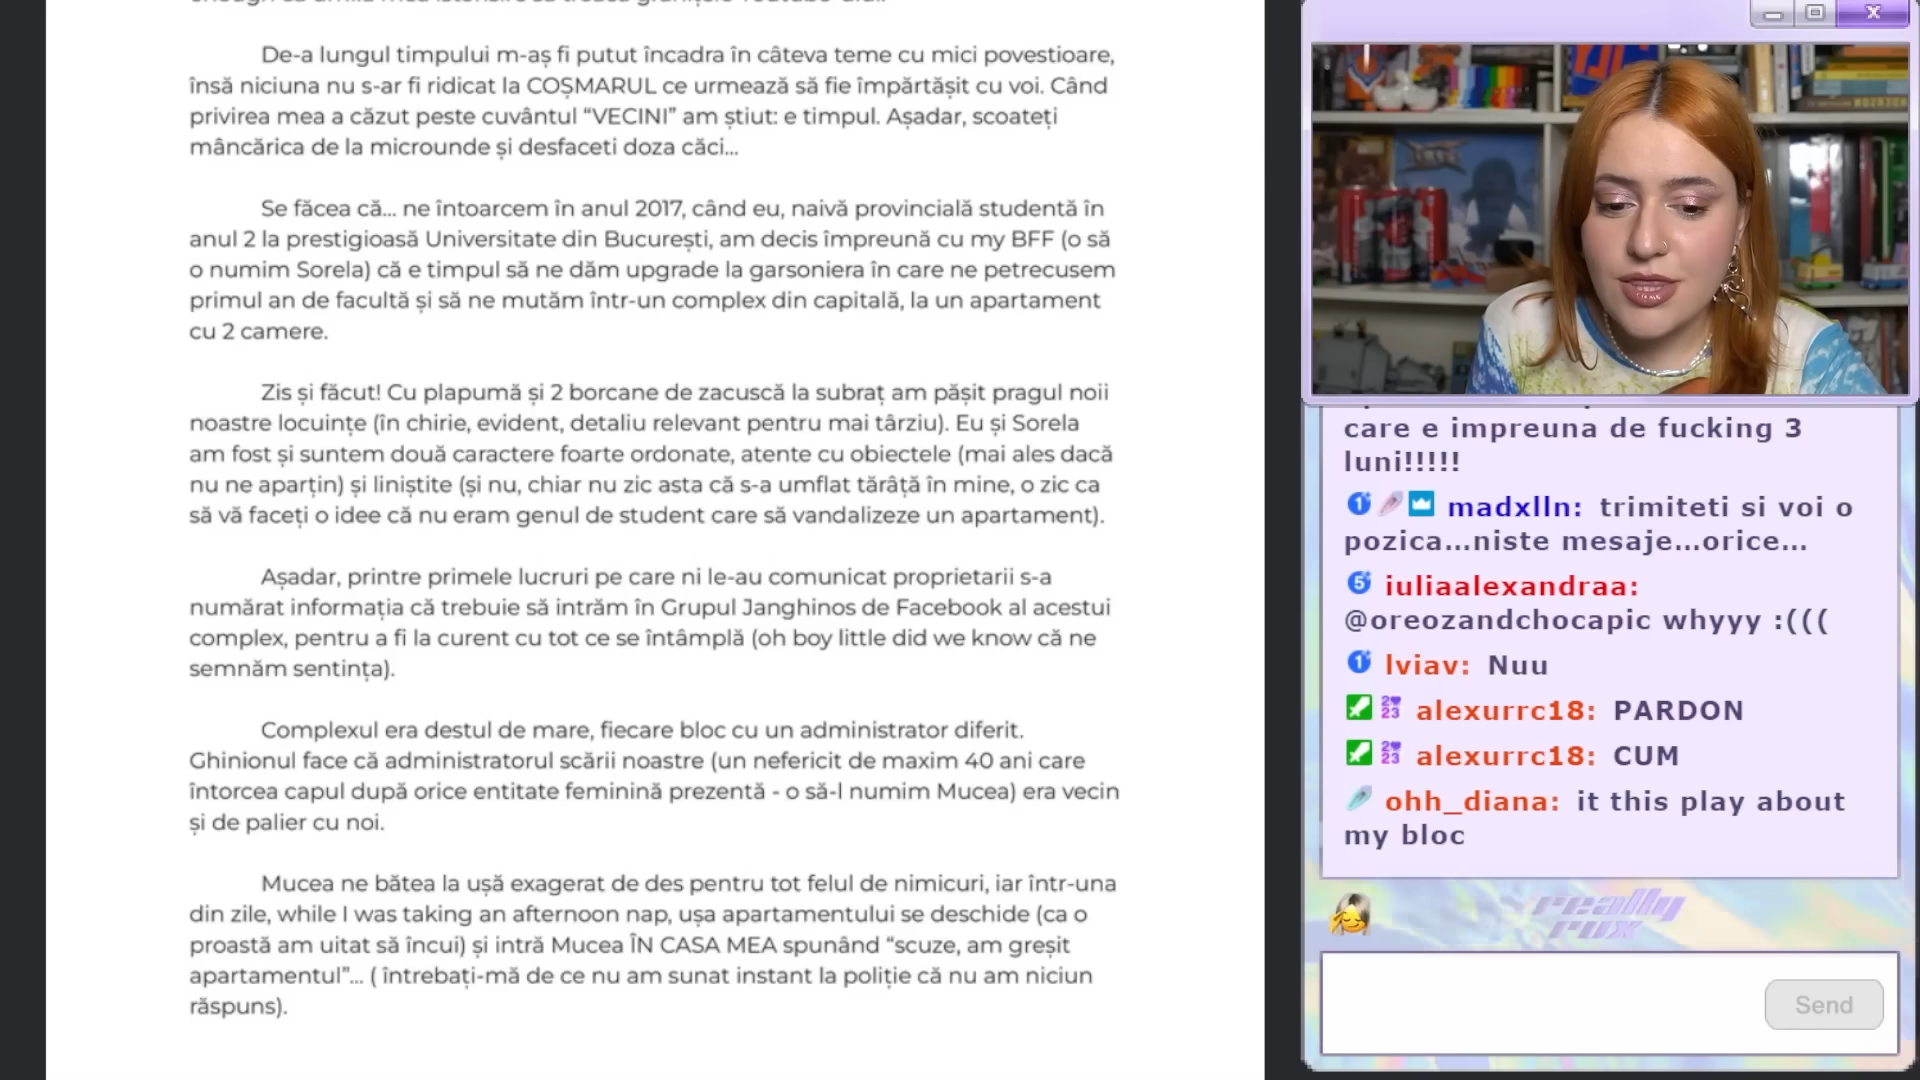 De-a lungul timpului m-aș fi putut încadra în câteva teme cu mici povestioare,
însă niciuna nu s-ar fi ridicat la COȘMARUL ce urmează să fie împărtășit cu voi. Când
privirea mea a căzut peste cuvântul “VECINI” am știut: e timpul. Așadar, scoateți
mâncărica de la microunde și desfaceti doza căci...
Se făcea că... ne întoarcem în anul 2017, când eu, naivă provincială studentă în
anul 2 la prestigioasă Universitate din București, am decis împreună cu my BFF (o să
o numim Sorela) că e timpul să ne dăm upgrade la garsoniera în care ne petrecusem
primul an de facultă și să ne mutăm într-un complex din capitală, la un apartament
cu 2 camere.
Zis și făcut! Cu plapumă și 2 borcane de zacuscă la subraț am pășit pragul noii
noastre locuințe (în chirie, evident, detaliu relevant pentru mai târziu). Eu și Sorela
am fost și suntem două caractere foarte ordonate, atente cu obiectele (mai ales dacă
nu ne aparțin) și liniștite (și nu, chiar nu zic asta că s-a umflat tărâță în mine, o zic ca
să vă faceți o idee că nu eram genul de student care să vandalizeze un apartament).
Așadar, printre primele lucruri pe care ni le-au comunicat proprietarii s-a
numărat informația că trebuie să intrăm în Grupul Janghinos de Facebook al acestui
complex, pentru a fi la curent cu tot ce se întâmplă (oh boy little did we know că ne
semnăm sentința).
Complexul era destul de mare, fiecare bloc cu un administrator diferit.
Ghinionul face că administratorul scării noastre (un nefericit de maxim 40 ani care
întorcea capul după orice entitate feminină prezentă - o să-l numim Mucea) era vecin
și de palier cu noi.
Mucea ne bătea la ușă exagerat de des pentru tot felul de nimicuri, iar într-una
din zile, while I was taking an afternoon nap, ușa apartamentului se deschide (ca o
proastă am uitat să încui) și intră Mucea ÎN CASA MEA spunând “scuze, am greșit
apartamentul”... ( întrebați-mă de ce nu am sunat instant la poliție că nu am niciun
răspuns).
care e impreuna de fucking 3
luni!!!!!
madxlln: trimiteti si voi o
pozica...niste mesaje...orice...
iuliaalexandraa:
@oreozandchocapic whyyy :(((
lviav: Nuu
alexurrc18: PARDON
alexurrc18: CUM
ohh_diana: it this play about
my bloc
really
rux
Send